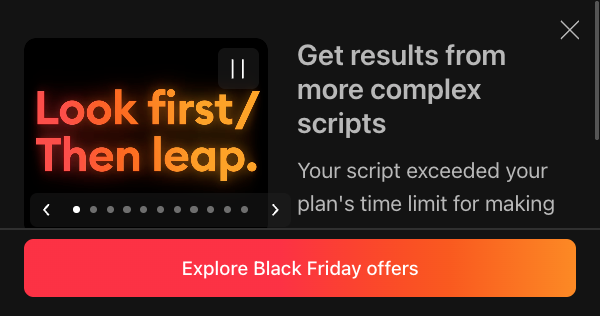 Look first/
Then leap.
Get results from
more complex
scripts
Your script exceeded your
plan's time limit for making
Explore Black Friday offers